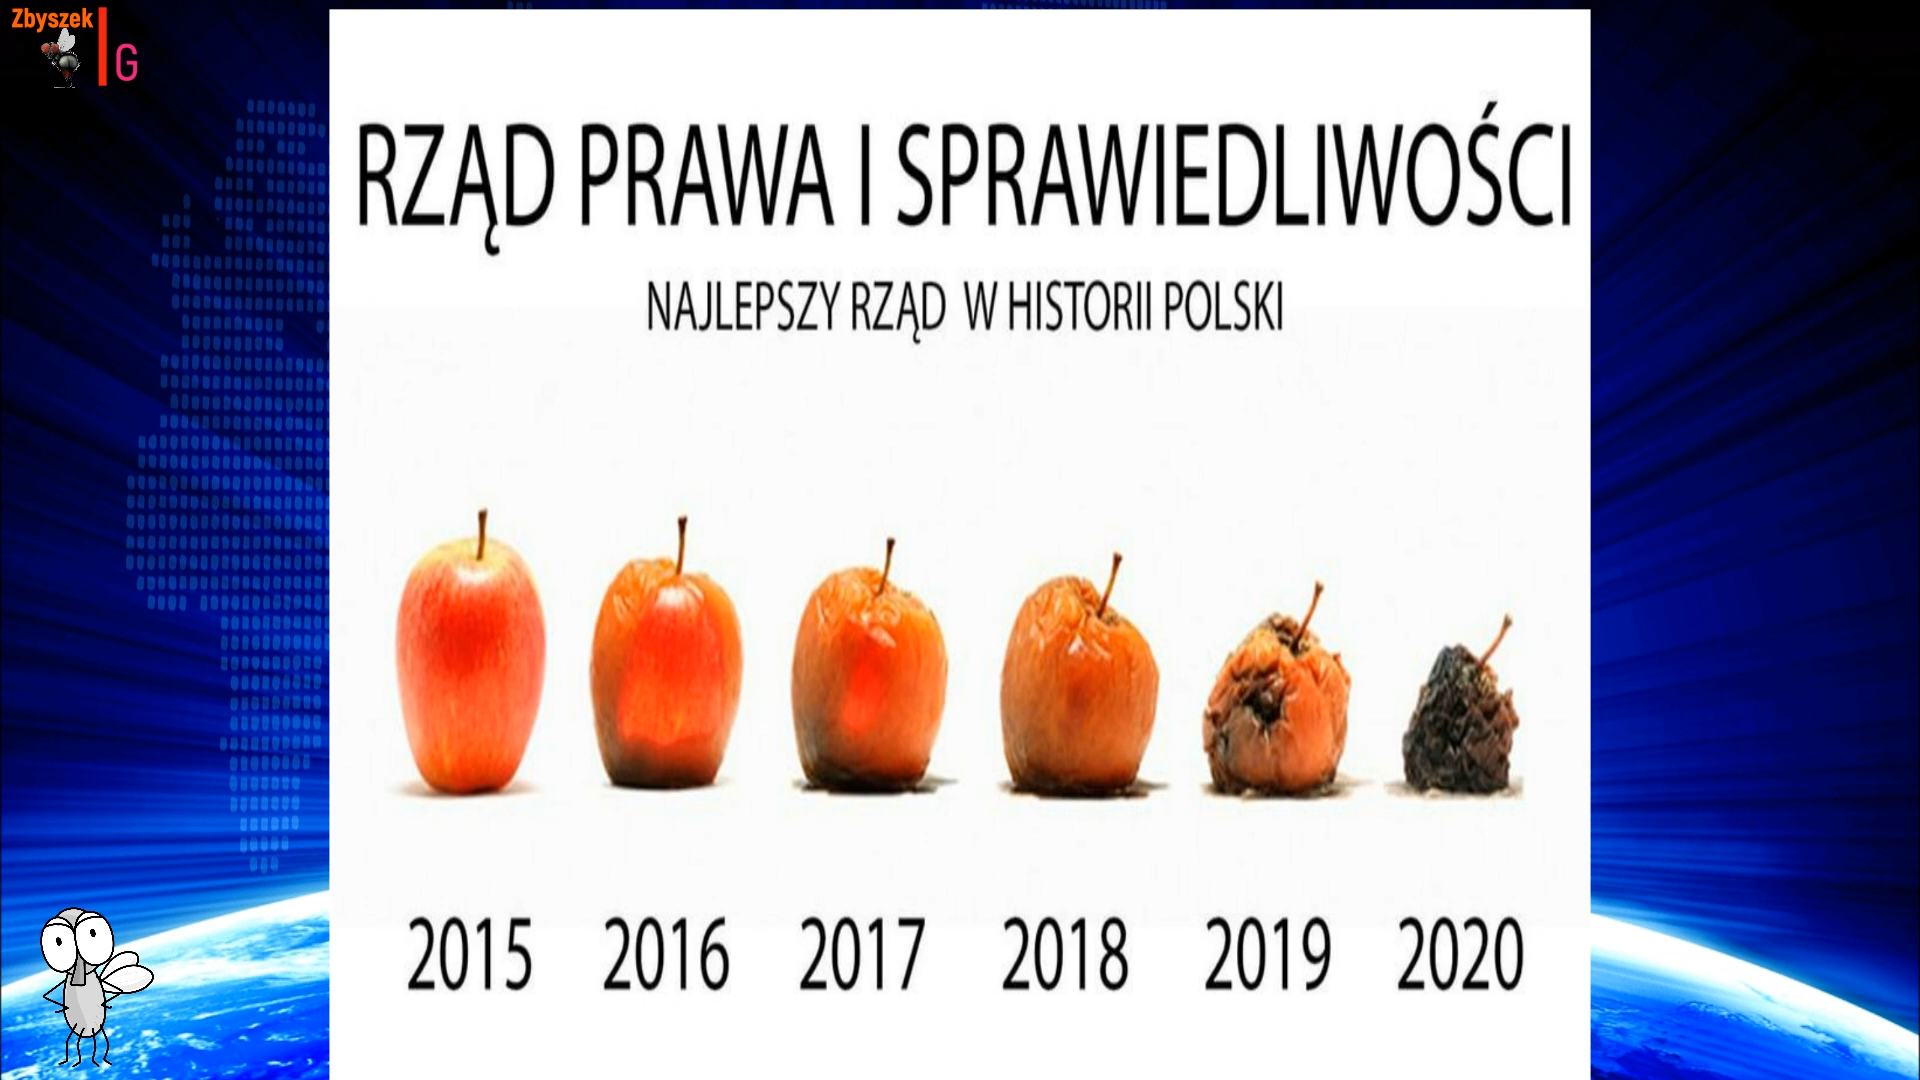 Zbyszek
G
RZĄD PRAWA I SPRAWIEDLIWOŚCI
NAJLEPSZY RZĄD W HISTORII POLSKI
2015 2016 2017 2018 2019 2020